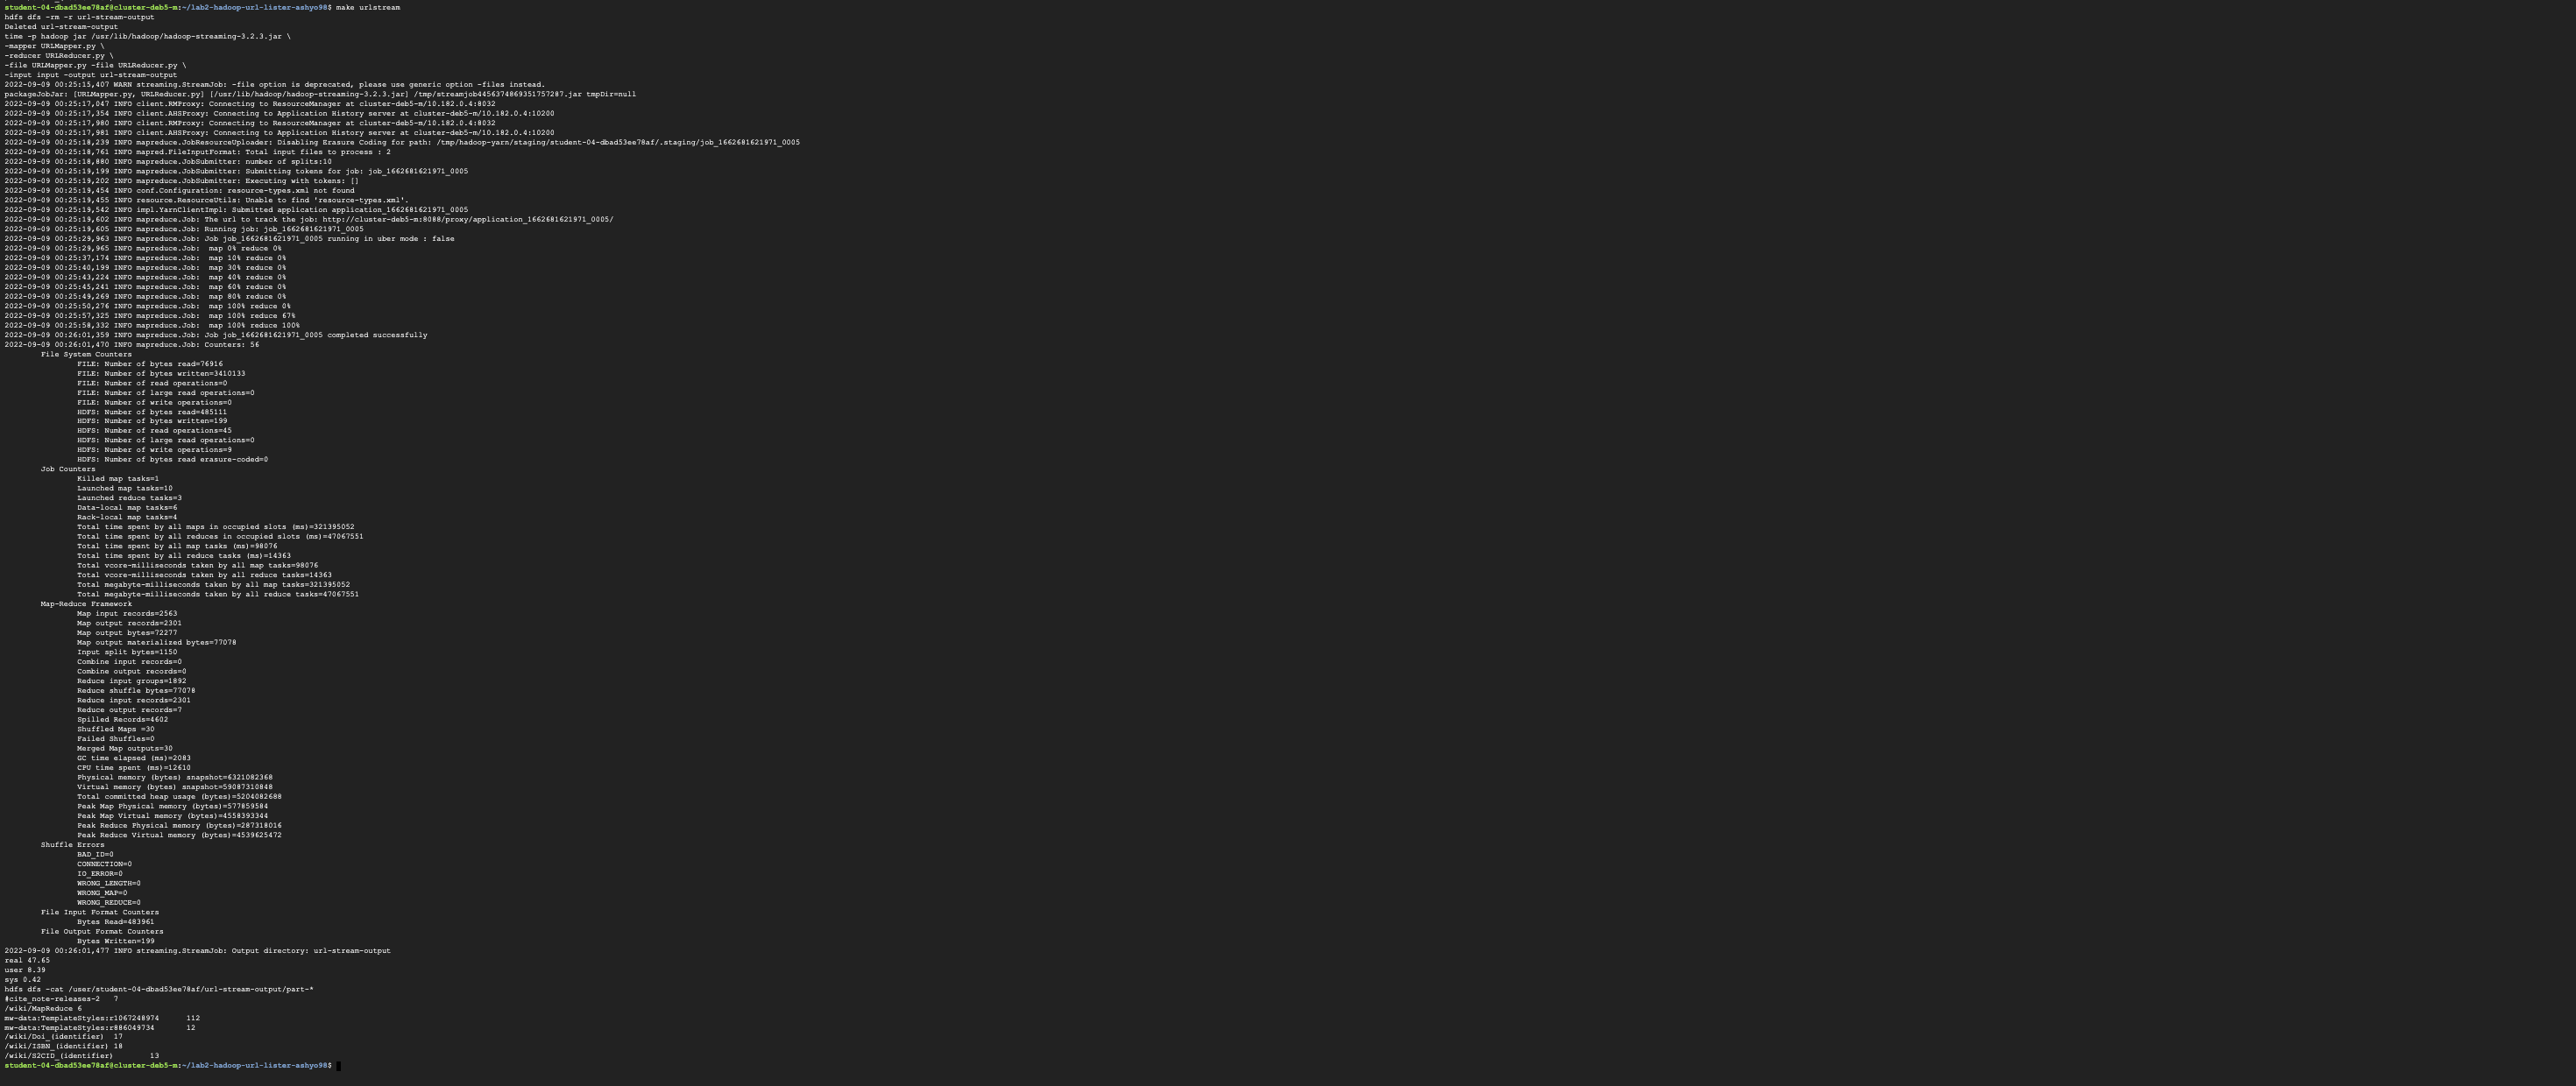 student-04-dbad53ee78af@cluster-deb5-m:~/lab2-hadoop-url-lister-ashyo98$ make urlstream
hdfs dfs -rm -r url-stream-output
Deleted url-stream-output
time -p hadoop jar /usr/lib/hadoop/hadoop-streaming-3.2.3.jar \
-mapper URLMapper.py \
-reducer URLReducer.py \
-file URLMapper.py -file URLReducer.py \
-input input -output url-stream-output
2022-09-09 00:25:15,407 WARN streaming.StreamJob: -file option is deprecated, please use generic option -files instead.
packageJobJar: [URLMapper.py, URLReducer.py] [/usr/lib/hadoop/hadoop-streaming-3.2.3.jar] /tmp/streamjob4456374869351757287.jar tmpDir=null
2022-09-09 00:25:17,047 INFO client.RMProxy: Connecting to ResourceManager at cluster-deb5-m/10.182.0.4:8032
2022-09-09 00:25:17,354 INFO client.AHSProxy: Connecting to Application History server at cluster-deb5-m/10.182.0.4:10200
2022-09-09 00:25:17,980 INFO client.RMProxy: Connecting to ResourceManager at cluster-deb5-m/10.182.0.4:8032
2022-09-09 00:25:17,981 INFO client.AHSProxy: Connecting to Application History server at cluster-deb5-m/10.182.0.4:10200
2022-09-09 00:25:18,239 INFO mapreduce.JobResourceUploader: Disabling Erasure Coding for path: /tmp/hadoop-yarn/staging/student-04-dbad53ee78af/.staging/job_1662681621971_0005
2022-09-09 00:25:18,761 INFO mapred.FileInputFormat: Total input files to process : 2
2022-09-09 00:25:18,880 INFO mapreduce.JobSubmitter: number of splits:10
2022-09-09 00:25:19,199 INFO mapreduce.JobSubmitter: Submitting tokens for job: job_1662681621971_0005
2022-09-09 00:25:19,202 INFO mapreduce.JobSubmitter: Executing with tokens: []
2022-09-09 00:25:19,454 INFO conf.Configuration: resource-types.xml not found
2022-09-09 00:25:19,455 INFO resource.ResourceUtils: Unable to find 'resource-types.xml'.
2022-09-09 00:25:19,542 INFO impl.YarnClientImpl: Submitted application application_1662681621971_0005
2022-09-09 00:25:19,602 INFO mapreduce.Job: The url to track the job: http://cluster-deb5-m:8088/proxy/application_1662681621971_0005/
2022-09-09 00:25:19,605 INFO mapreduce.Job: Running job: job_1662681621971_0005
2022-09-09 00:25:29,963 INFO mapreduce.Job: Job job_1662681621971_0005 running in uber mode : false
2022-09-09 00:25:29,965 INFO mapreduce.Job:  map 0% reduce 0%
2022-09-09 00:25:37,174 INFO mapreduce.Job:  map 10% reduce 0%
2022-09-09 00:25:40,199 INFO mapreduce.Job:  map 30% reduce 0%
2022-09-09 00:25:43,224 INFO mapreduce.Job:  map 40% reduce 0%
2022-09-09 00:25:45,241 INFO mapreduce.Job:  map 60% reduce 0%
2022-09-09 00:25:49,269 INFO mapreduce.Job:  map 80% reduce 0%
2022-09-09 00:25:50,276 INFO mapreduce.Job:  map 100% reduce 0%
2022-09-09 00:25:57,325 INFO mapreduce.Job:  map 100% reduce 67%
2022-09-09 00:25:58,332 INFO mapreduce.Job:  map 100% reduce 100%
2022-09-09 00:26:01,359 INFO mapreduce.Job: Job job_1662681621971_0005 completed successfully
2022-09-09 00:26:01,470 INFO mapreduce.Job: Counters: 56
File System Counters
FILE: Number of bytes read=76916
FILE: Number of bytes written=3410133
FILE: Number of read operations=0
FILE: Number of large read operations=0
FILE: Number of write operations=0
HDFS: Number of bytes read=485111
HDFS: Number of bytes written=199
HDFS: Number of read operations=45
HDFS: Number of large read operations=0
HDFS: Number of write operations=9
HDFS: Number of bytes read erasure-coded=0
Job Counters
Killed map tasks=1
Launched map tasks=10
Launched reduce tasks=3
Data-local map tasks=6
Rack-local map tasks=4
Total time spent by all maps in occupied slots (ms)=321395052
Total time spent by all reduces in occupied slots (ms)=47067551
Total time spent by all map tasks (ms)=98076
Total time spent by all reduce tasks (ms)=14363
Total vcore-milliseconds taken by all map tasks=98076
Total vcore-milliseconds taken by all reduce tasks=14363
Total megabyte-milliseconds taken by all map tasks=321395052
Total megabyte-milliseconds taken by all reduce tasks=47067551
Map-Reduce Framework
Map input records=2563
Map output records=2301
Map output bytes=72277
Map output materialized bytes=77078
Input split bytes=1150
Combine input records=0
Combine output records=0
Reduce input groups=1892
Reduce shuffle bytes=77078
Reduce input records=2301
Reduce output records=7
Spilled Records=4602
Shuffled Maps =30
Failed Shuffles=0
Merged Map outputs=30
GC time elapsed (ms)=2083
CPU time spent (ms)=12610
Physical memory (bytes) snapshot=6321082368
Virtual memory (bytes) snapshot=59087310848
Total committed heap usage (bytes)=5204082688
Peak Map Physical memory (bytes)=577859584
Peak Map Virtual memory (bytes)=4558393344
Peak Reduce Physical memory (bytes)=287318016
Peak Reduce Virtual memory (bytes)=4539625472
Shuffle Errors
BAD_ID=0
CONNECTION=0
IO_ERROR=0
WRONG_LENGTH=0
WRONG_MAP=0
WRONG_REDUCE=0
File Input Format Counters
Bytes Read=483961
File Output Format Counters
Bytes Written=199
2022-09-09 00:26:01,477 INFO streaming.StreamJob: Output directory: url-stream-output
real 47.65
user 8.39
sys 0.42
hdfs dfs -cat /user/student-04-dbad53ee78af/url-stream-output/part-*
#cite_note-releases-2 7
/wiki/MapReduce 6
mw-data:TemplateStyles:r1067248974 112
mw-data:TemplateStyles:r886049734 12
/wiki/Doi_(identifier) 17
/wiki/ISBN_(identifier) 18
/wiki/S2CID_(identifier) 13
student-04-dbad53ee78af@cluster-deb5-m:~/lab2-hadoop-url-lister-ashyo98$